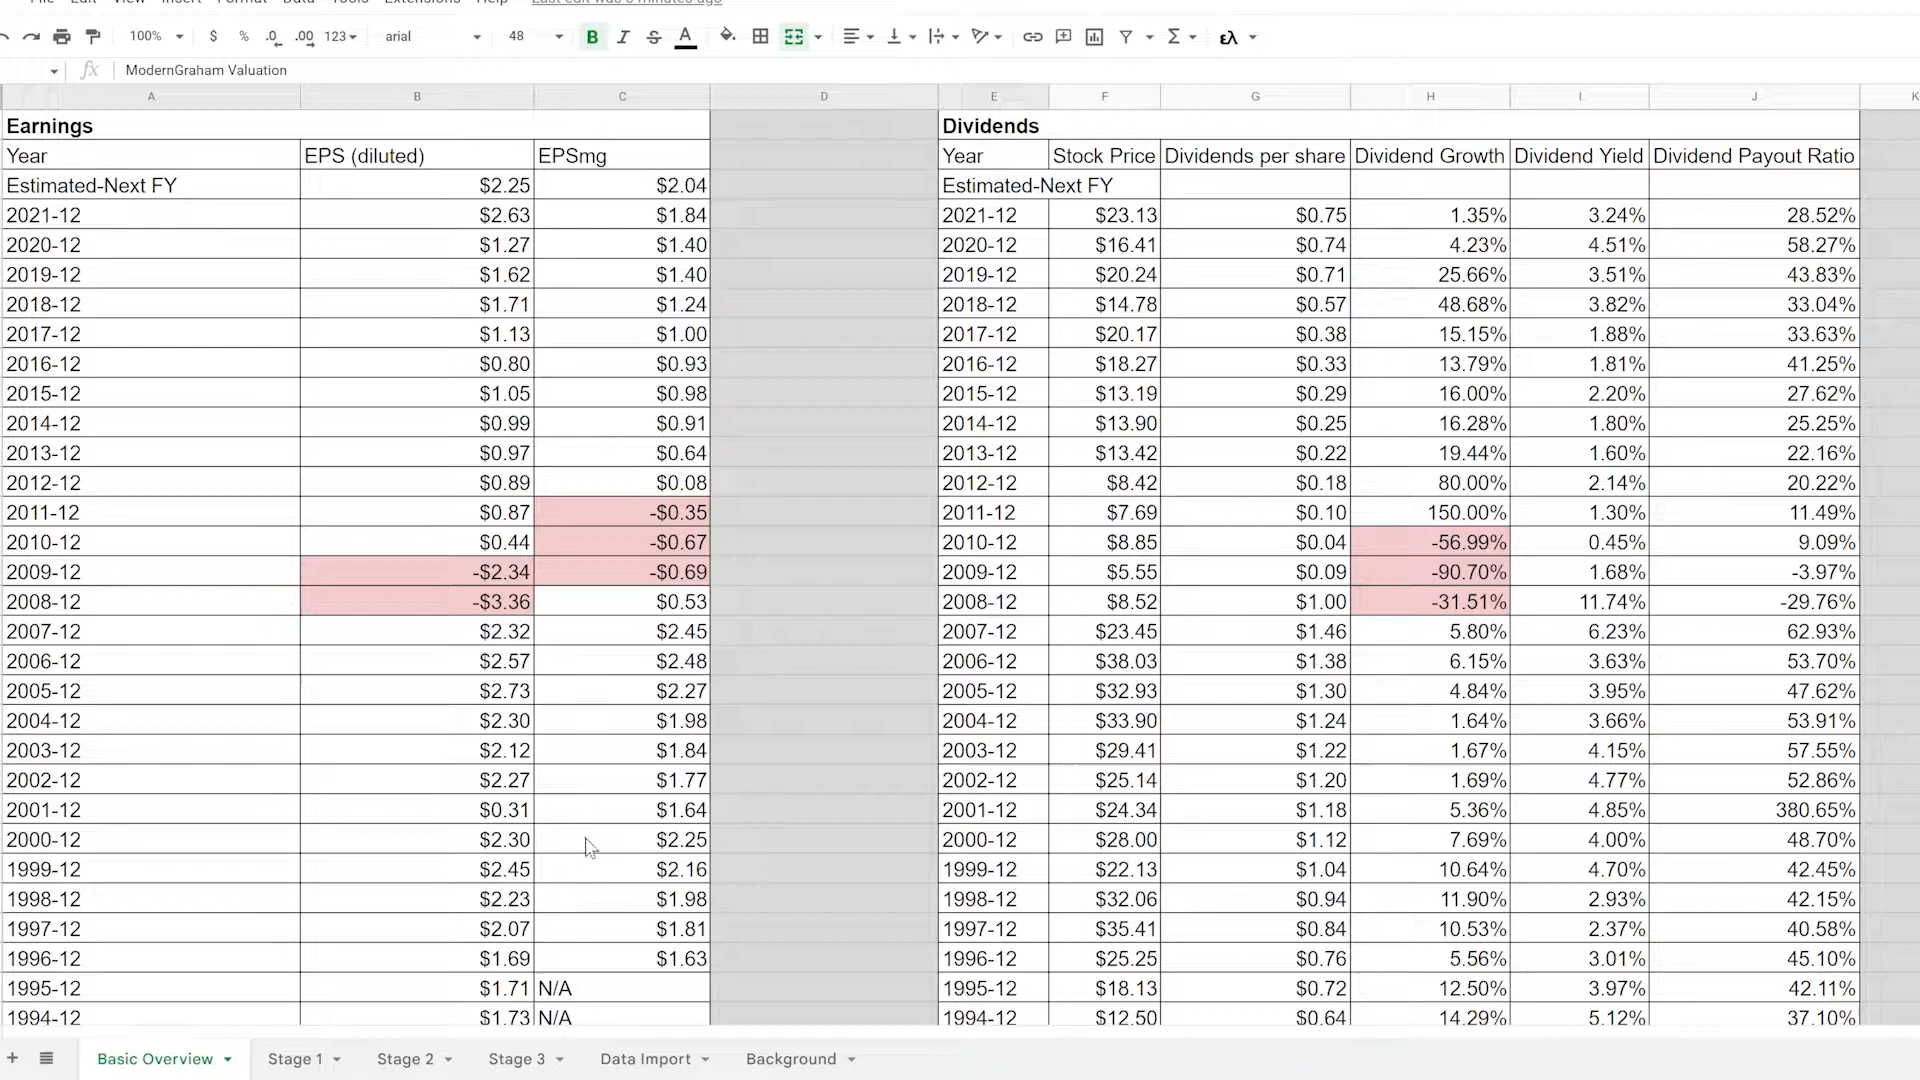 File Edit View Insert Format Data Tools Extensions Help Last edit was 8 minutes ago
100% $ % .0 .00 123 arial 48 B I S A Σ ελ
fx ModernGraham Valuation
A B C D E F G H I J K
Earnings Dividends
Year EPS (diluted) EPSmg Year Stock Price Dividends per share Dividend Growth Dividend Yield Dividend Payout Ratio
Estimated-Next FY $2.25 $2.04 Estimated-Next FY
2021-12 $2.63 $1.84 2021-12 $23.13 $0.75 1.35% 3.24% 28.52%
2020-12 $1.27 $1.40 2020-12 $16.41 $0.74 4.23% 4.51% 58.27%
2019-12 $1.62 $1.40 2019-12 $20.24 $0.71 25.66% 3.51% 43.83%
2018-12 $1.71 $1.24 2018-12 $14.78 $0.57 48.68% 3.82% 33.04%
2017-12 $1.13 $1.00 2017-12 $20.17 $0.38 15.15% 1.88% 33.63%
2016-12 $0.80 $0.93 2016-12 $18.27 $0.33 13.79% 1.81% 41.25%
2015-12 $1.05 $0.98 2015-12 $13.19 $0.29 16.00% 2.20% 27.62%
2014-12 $0.99 $0.91 2014-12 $13.90 $0.25 16.28% 1.80% 25.25%
2013-12 $0.97 $0.64 2013-12 $13.42 $0.22 19.44% 1.60% 22.16%
2012-12 $0.89 $0.08 2012-12 $8.42 $0.18 80.00% 2.14% 20.22%
2011-12 $0.87 -$0.35 2011-12 $7.69 $0.10 150.00% 1.30% 11.49%
2010-12 $0.44 -$0.67 2010-12 $8.85 $0.04 -56.99% 0.45% 9.09%
2009-12 -$2.34 -$0.69 2009-12 $5.55 $0.09 -90.70% 1.68% -3.97%
2008-12 -$3.36 $0.53 2008-12 $8.52 $1.00 -31.51% 11.74% -29.76%
2007-12 $2.32 $2.45 2007-12 $23.45 $1.46 5.80% 6.23% 62.93%
2006-12 $2.57 $2.48 2006-12 $38.03 $1.38 6.15% 3.63% 53.70%
2005-12 $2.73 $2.27 2005-12 $32.93 $1.30 4.84% 3.95% 47.62%
2004-12 $2.30 $1.98 2004-12 $33.90 $1.24 1.64% 3.66% 53.91%
2003-12 $2.12 $1.84 2003-12 $29.41 $1.22 1.67% 4.15% 57.55%
2002-12 $2.27 $1.77 2002-12 $25.14 $1.20 1.69% 4.77% 52.86%
2001-12 $0.31 $1.64 2001-12 $24.34 $1.18 5.36% 4.85% 380.65%
2000-12 $2.30 $2.25 2000-12 $28.00 $1.12 7.69% 4.00% 48.70%
1999-12 $2.45 $2.16 1999-12 $22.13 $1.04 10.64% 4.70% 42.45%
1998-12 $2.23 $1.98 1998-12 $32.06 $0.94 11.90% 2.93% 42.15%
1997-12 $2.07 $1.81 1997-12 $35.41 $0.84 10.53% 2.37% 40.58%
1996-12 $1.69 $1.63 1996-12 $25.25 $0.76 5.56% 3.01% 45.10%
1995-12 $1.71 N/A 1995-12 $18.13 $0.72 12.50% 3.97% 42.11%
1994-12 $1.73 N/A 1994-12 $12.50 $0.64 14.29% 5.12% 37.10%
Basic Overview Stage 1 Stage 2 Stage 3 Data Import Background